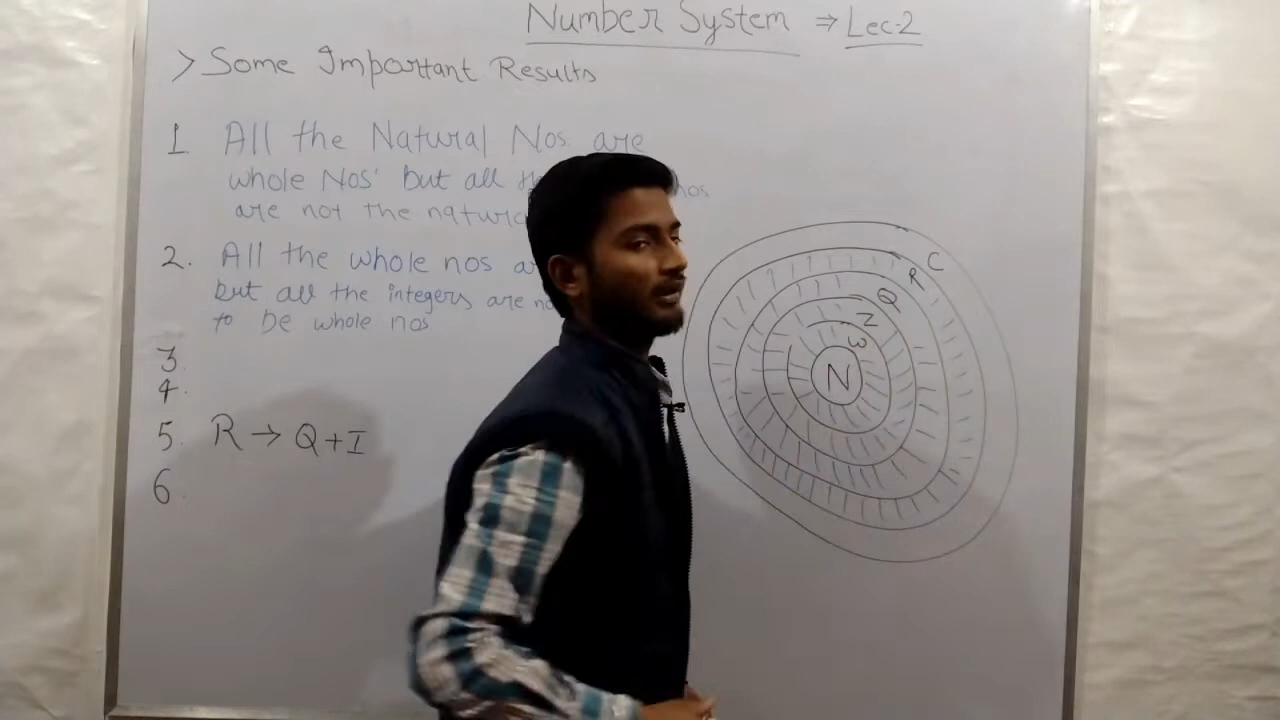 Number System ⇒ Lec-2
> Some Important Results
1. All the Natural Nos. are
whole Nos' but all nos
are not the
2. All the whole nos
but all the integers are
to be whole nos
3.
4.
5. R → Q+I
6.
C
R
Q
Z
W
N